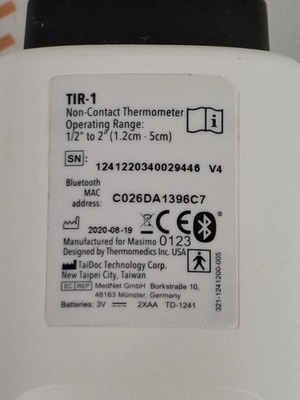 TIR-1
Non-Contact Thermometer
Operating Range:
1/2" to 2" (1.2cm - 5cm)
i
SN: 1241220340029446 V4
Bluetooth
MAC
address: C026DA1396C7
2020-08-19 CE 0123
Manufactured for Masimo
Designed by Thermomedics Inc. USA
TaiDoc Technology Corp.
New Taipei City, Taiwan
EC REP MedNet GmbH Borkstraße 10,
48163 Münster, Germany
Batteries: 3V 2XAA TD-1241
321-1241200-005